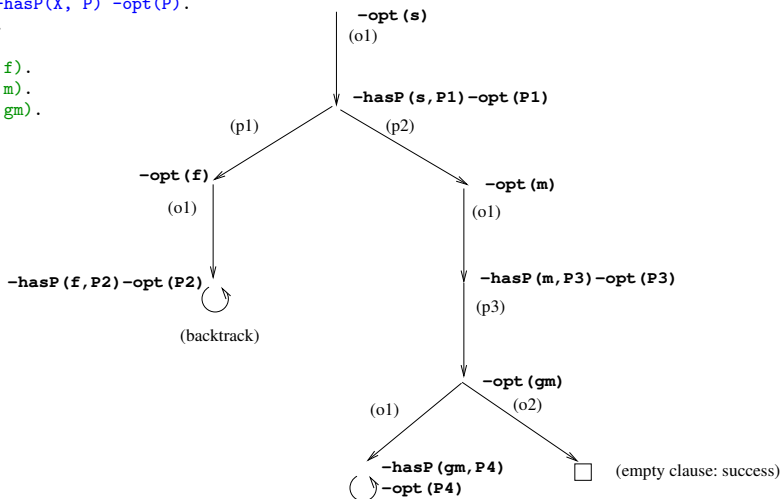 -hasP(X, P) -opt(P).
f).
m).
gm).
-opt(s)
(o1)
-hasP(s,P1)-opt(P1)
(p1)
(p2)
-opt(f)
-opt(m)
(o1)
(o1)
-hasP(f,P2)-opt(P2)
-hasP(m,P3)-opt(P3)
(p3)
(backtrack)
-opt(gm)
(o1)
(o2)
-hasP(gm,P4)
-opt(P4)
(empty clause: success)